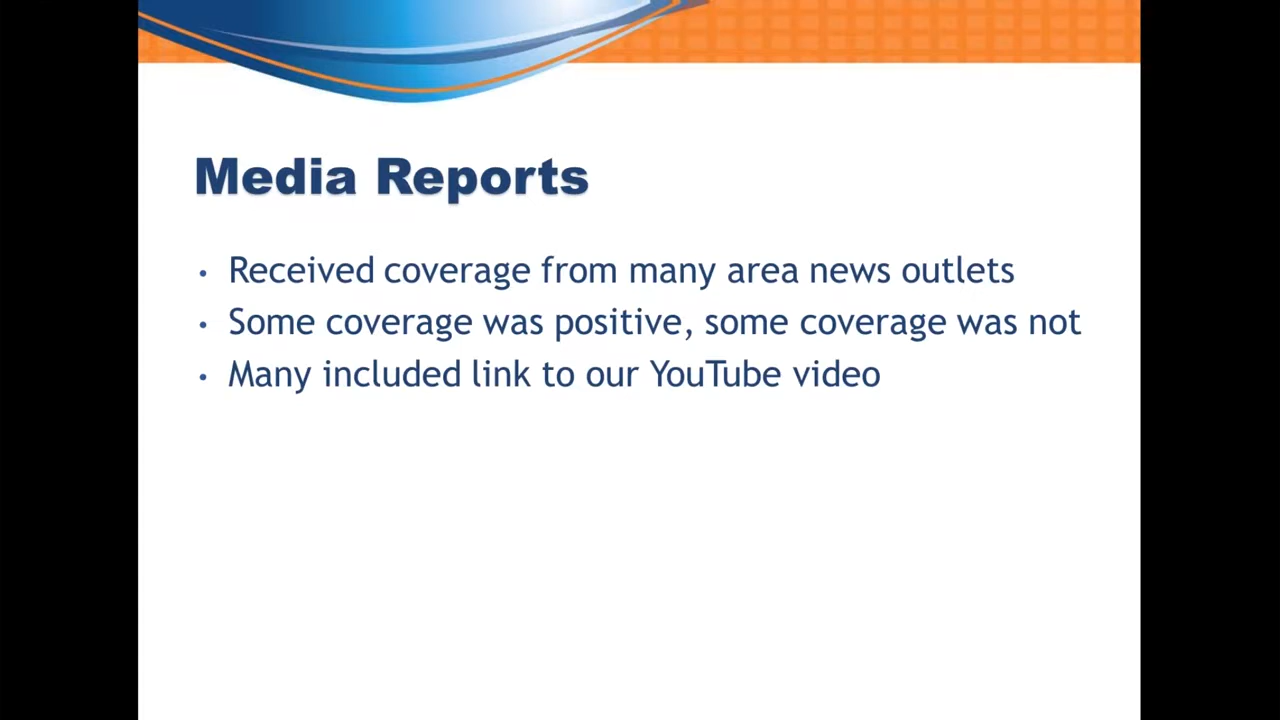 Media Reports
• Received coverage from many area news outlets
• Some coverage was positive, some coverage was not
• Many included link to our YouTube video